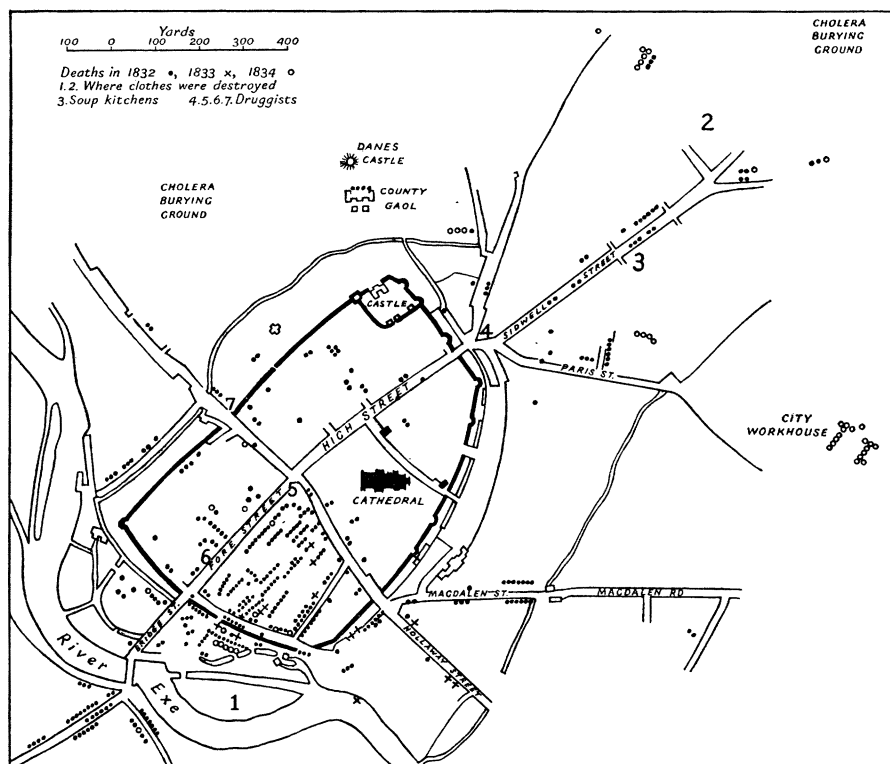 Yards
100 0 100 200 300 400
Deaths in 1832 •, 1833 x, 1834 o
1.2. Where clothes were destroyed
3. Soup kitchens 4.5.6.7. Druggists
CHOLERA
BURYING
GROUND
2
DANES
CASTLE
COUNTY
GAOL
CHOLERA
BURYING
GROUND
3
CASTLE
SIDWELL STREET
4
PARIS ST.
7
HIGH STREET
CITY
WORKHOUSE
CATHEDRAL
5
FORE STREET
6
MAGDALEN ST.
MAGDALEN RD
BRIDGE ST.
HOLLAWAY STREET
River
Exe
1